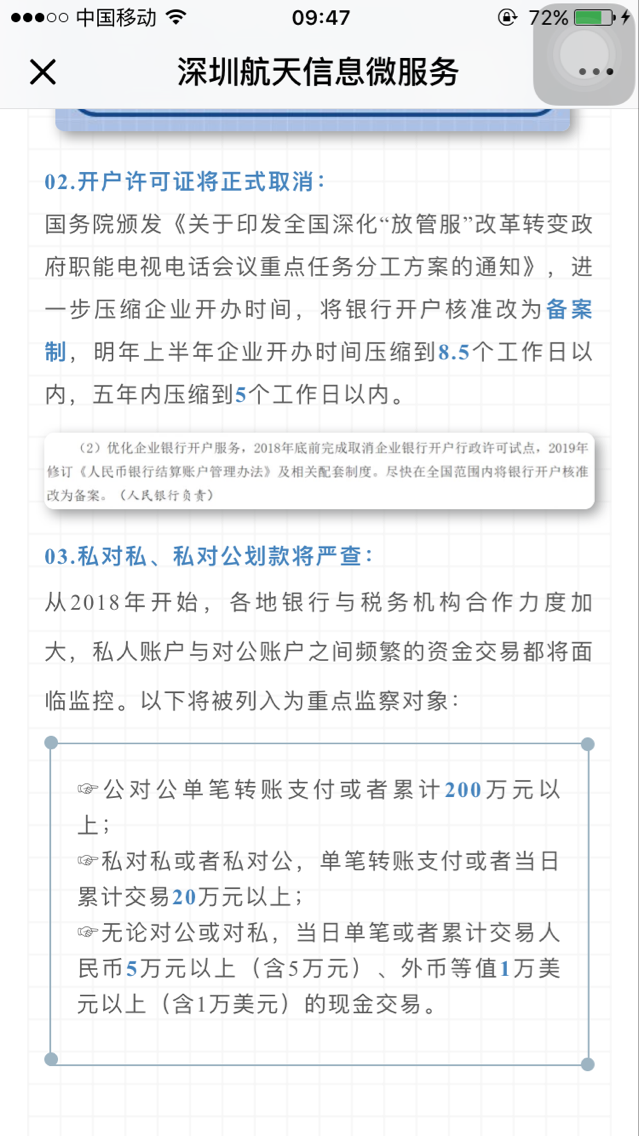 中国移动 09:47 72%
深圳航天信息微服务
02.开户许可证将正式取消：
国务院颁发《关于印发全国深化“放管服”改革转变政
府职能电视电话会议重点任务分工方案的通知》，进
一步压缩企业开办时间，将银行开户核准改为备案
制，明年上半年企业开办时间压缩到8.5个工作日以
内，五年内压缩到5个工作日以内。
（2）优化企业银行开户服务，2018年底前完成取消企业银行开户行政许可试点，2019年
修订《人民币银行结算账户管理办法》及相关配套制度。尽快在全国范围内将银行开户核准
改为备案。（人民银行负责）
03.私对私、私对公划款将严查：
从2018年开始，各地银行与税务机构合作力度加
大，私人账户与对公账户之间频繁的资金交易都将面
临监控。以下将被列入为重点监察对象：
☞公对公单笔转账支付或者累计200万元以
上；
☞私对私或者私对公，单笔转账支付或者当日
累计交易20万元以上；
☞无论对公或对私，当日单笔或者累计交易人
民币5万元以上（含5万元）、外币等值1万美
元以上（含1万美元）的现金交易。